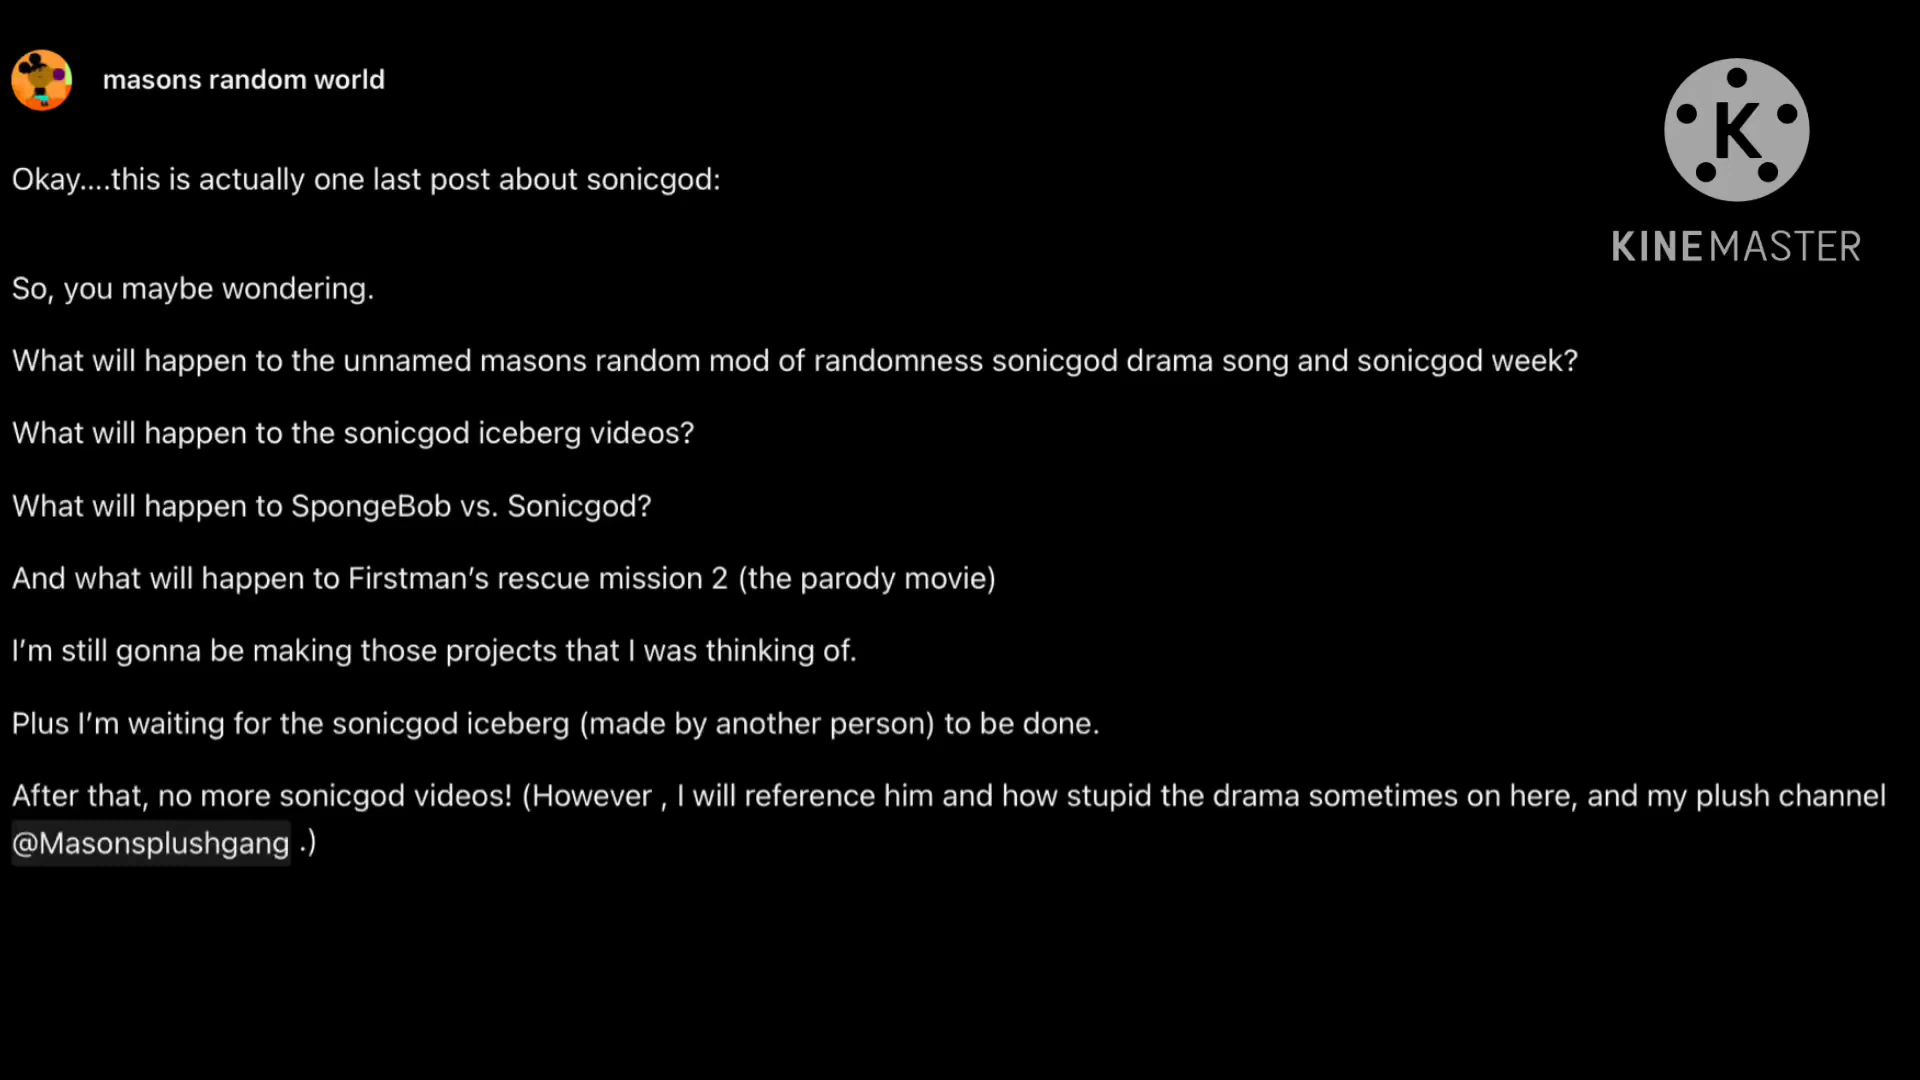 masons random world
K
KINEMASTER
Okay....this is actually one last post about sonicgod:
So, you maybe wondering.
What will happen to the unnamed masons random mod of randomness sonicgod drama song and sonicgod week?
What will happen to the sonicgod iceberg videos?
What will happen to SpongeBob vs. Sonicgod?
And what will happen to Firstman’s rescue mission 2 (the parody movie)
I’m still gonna be making those projects that I was thinking of.
Plus I’m waiting for the sonicgod iceberg (made by another person) to be done.
After that, no more sonicgod videos! (However , I will reference him and how stupid the drama sometimes on here, and my plush channel
@Masonsplushgang .)